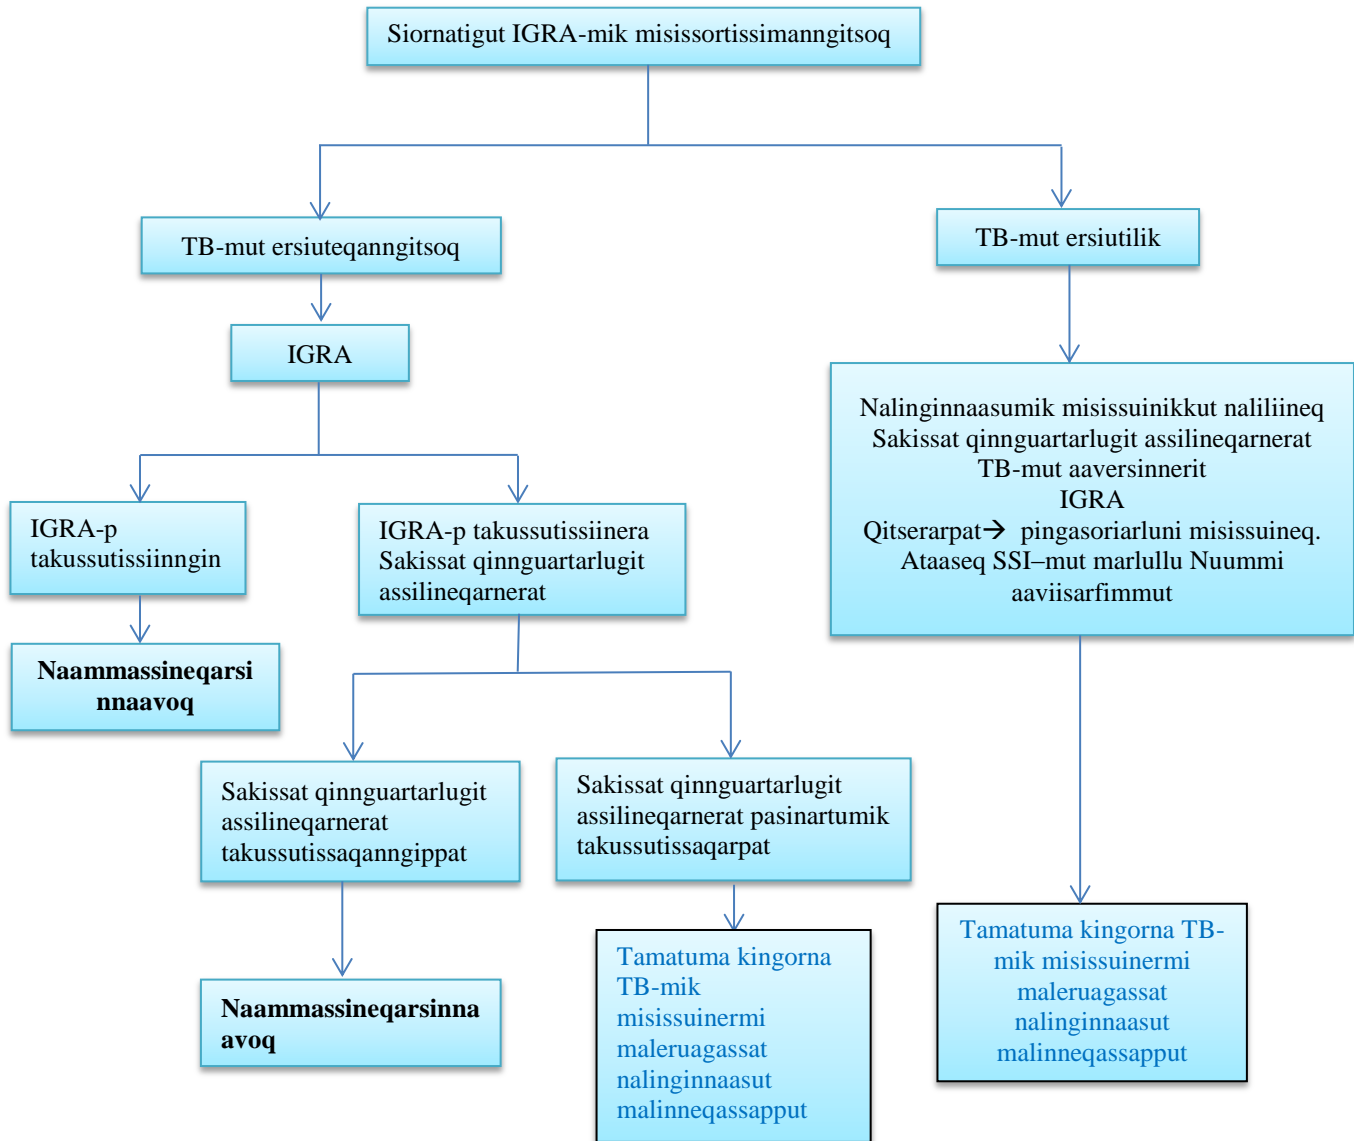 Siornatigut IGRA-mik misissortissimanngitsoq
TB-mut ersiuteqanngitsoq
TB-mut ersiutilik
IGRA
Nalinginnaasumik misissuinikkut naliliineq
Sakissat qinnguartarlugit assilineqarnerat
TB-mut aaversinnerit
IGRA
Qitserarpat→ pingasoriarluni misissuineq.
Ataaseq SSI–mut marlullu Nuummi
aaviisarfimmut
IGRA-p
takussutissiinngin
IGRA-p takussutissiinera
Sakissat qinnguartarlugit
assilineqarnerat
Naammassineqarsi
nnaavoq
Sakissat qinnguartarlugit
assilineqarnerat
takussutissaqanngippat
Sakissat qinnguartarlugit
assilineqarnerat pasinartumik
takussutissaqarpat
Naammassineqarsinna
avoq
Tamatuma kingorna
TB-mik
misissuinermi
maleruagassat
nalinginnaasut
malinneqassapput
Tamatuma kingorna TB-
mik misissuinermi
maleruagassat
nalinginnaasut
malinneqassapput